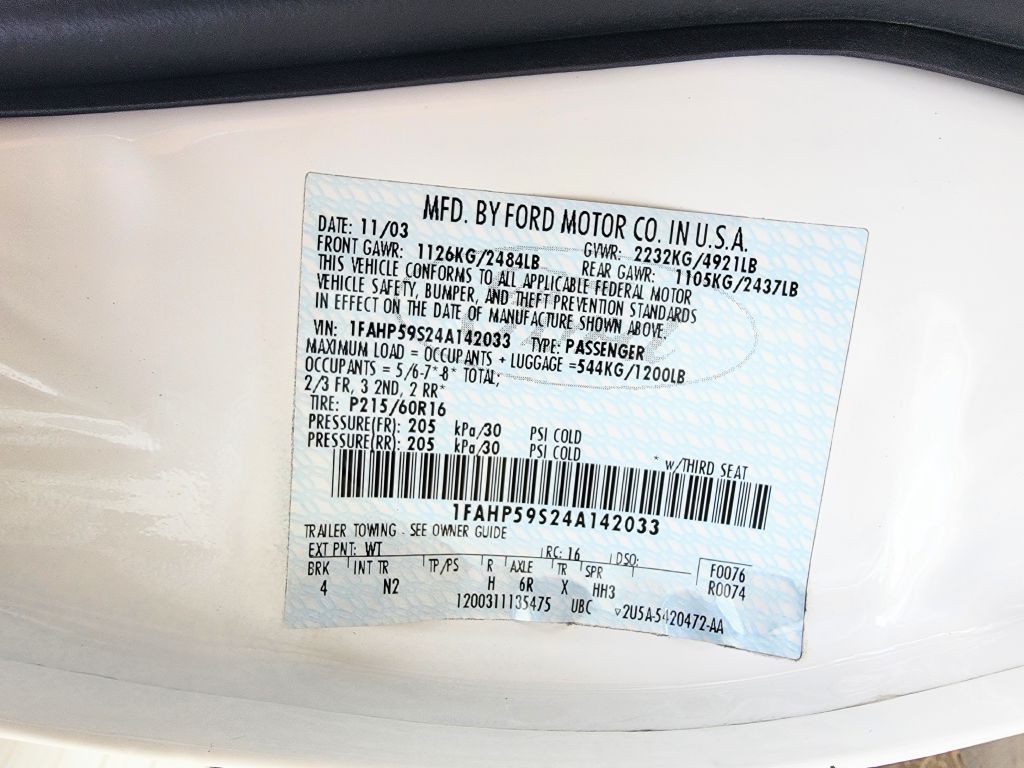 MFD. BY FORD MOTOR CO. IN U.S.A.
DATE: 11/03 GVWR: 2232KG/4921LB
FRONT GAWR: 1126KG/2484LB REAR GAWR: 1105KG/2437LB
THIS VEHICLE CONFORMS TO ALL APPLICABLE FEDERAL MOTOR
VEHICLE SAFETY, BUMPER, AND THEFT PREVENTION STANDARDS
IN EFFECT ON THE DATE OF MANUFACTURE SHOWN ABOVE.
VIN: 1FAHP59S24A142033 TYPE: PASSENGER
MAXIMUM LOAD = OCCUPANTS + LUGGAGE =544KG/1200LB
OCCUPANTS = 5/6-7*-8* TOTAL;
2/3 FR, 3 2ND, 2 RR*
TIRE: P215/60R16
PRESSURE(FR): 205 kPa/30 PSI COLD
PRESSURE(RR): 205 kPa/30 PSI COLD
* w/THIRD SEAT
1FAHP59S24A142033
TRAILER TOWING - SEE OWNER GUIDE
EXT PNT: WT RC: 16 DSO: F0076
BRK INT TR TP/PS R AXLE TR SPR R0074
4 N2 H 6R X HH3
1200311135475 UBC ▿2U5A-5420472-AA